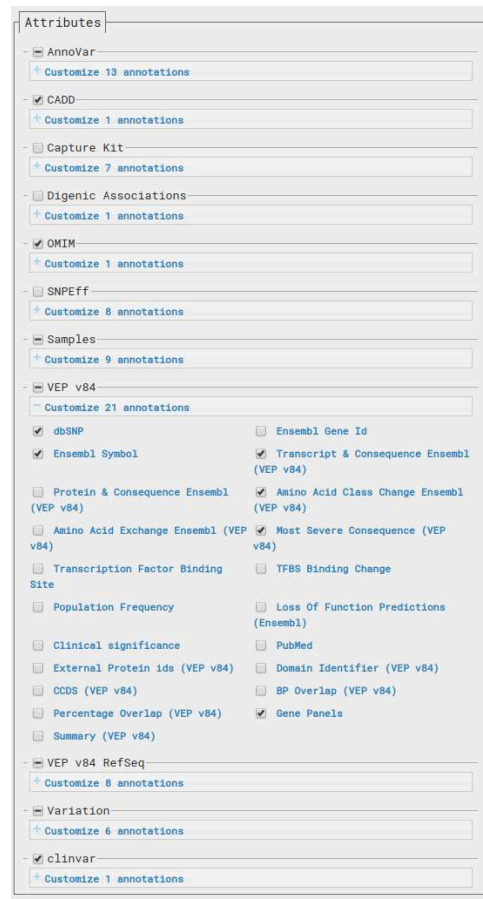 Attributes
AnnoVar
Customize 13 annotations
CADD
Customize 1 annotations
Capture Kit
Customize 7 annotations
Digenic Associations
Customize 1 annotations
OMIM
Customize 1 annotations
SNPEff
Customize 8 annotations
Samples
Customize 9 annotations
VEP v84
Customize 21 annotations
dbSNP
Ensembl Gene Id
Ensembl Symbol
Transcript & Consequence Ensembl
(VEP v84)
Protein & Consequence Ensembl
(VEP v84)
Amino Acid Class Change Ensembl
(VEP v84)
Amino Acid Exchange Ensembl (VEP
v84)
Most Severe Consequence (VEP
v84)
Transcription Factor Binding
Site
TFBS Binding Change
Population Frequency
Loss Of Function Predictions
(Ensembl)
Clinical significance
PubMed
External Protein ids (VEP v84)
Domain Identifier (VEP v84)
CCDS (VEP v84)
BP Overlap (VEP v84)
Percentage Overlap (VEP v84)
Gene Panels
Summary (VEP v84)
VEP v84 RefSeq
Customize 8 annotations
Variation
Customize 6 annotations
clinvar
Customize 1 annotations